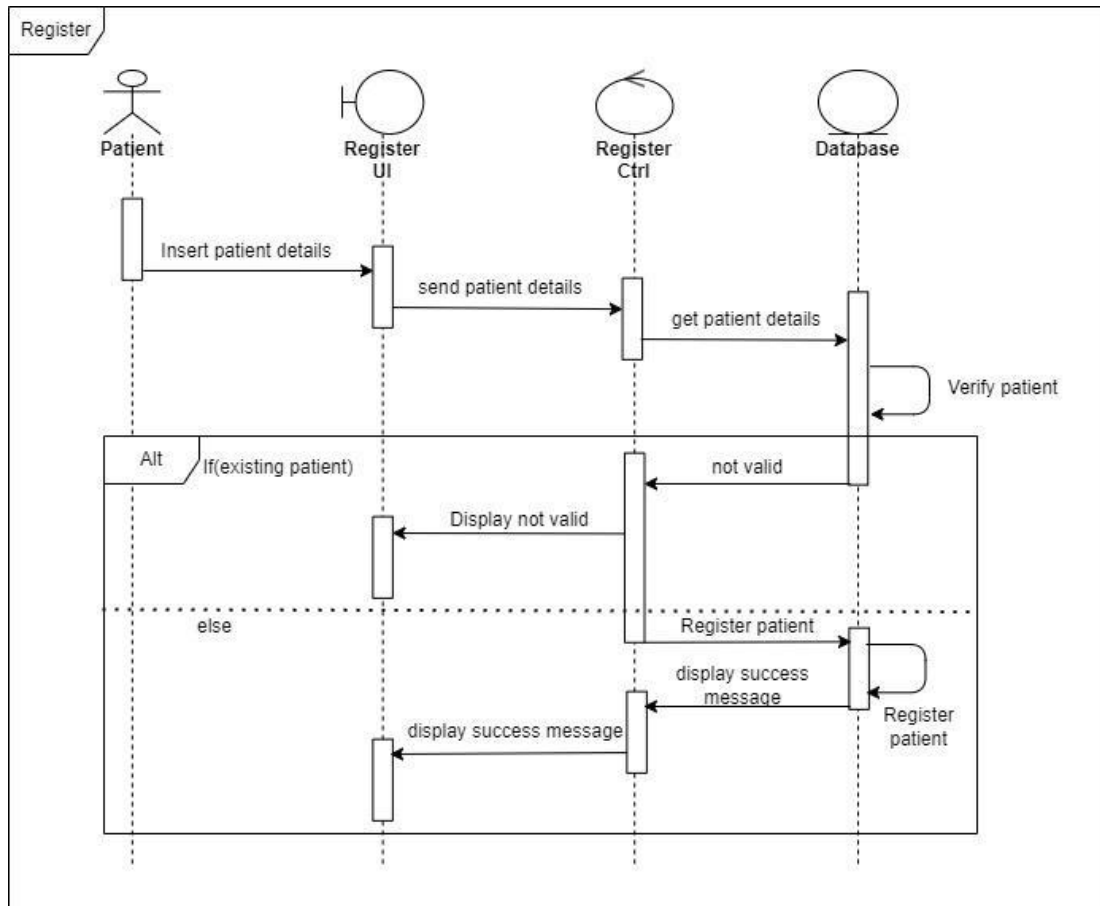 Register
Patient
Register
UI
Register
Ctrl
Database
Insert patient details
send patient details
get patient details
Verify patient
Alt
If(existing patient)
not valid
Display not valid
else
Register patient
display success
message
Register
patient
display success message